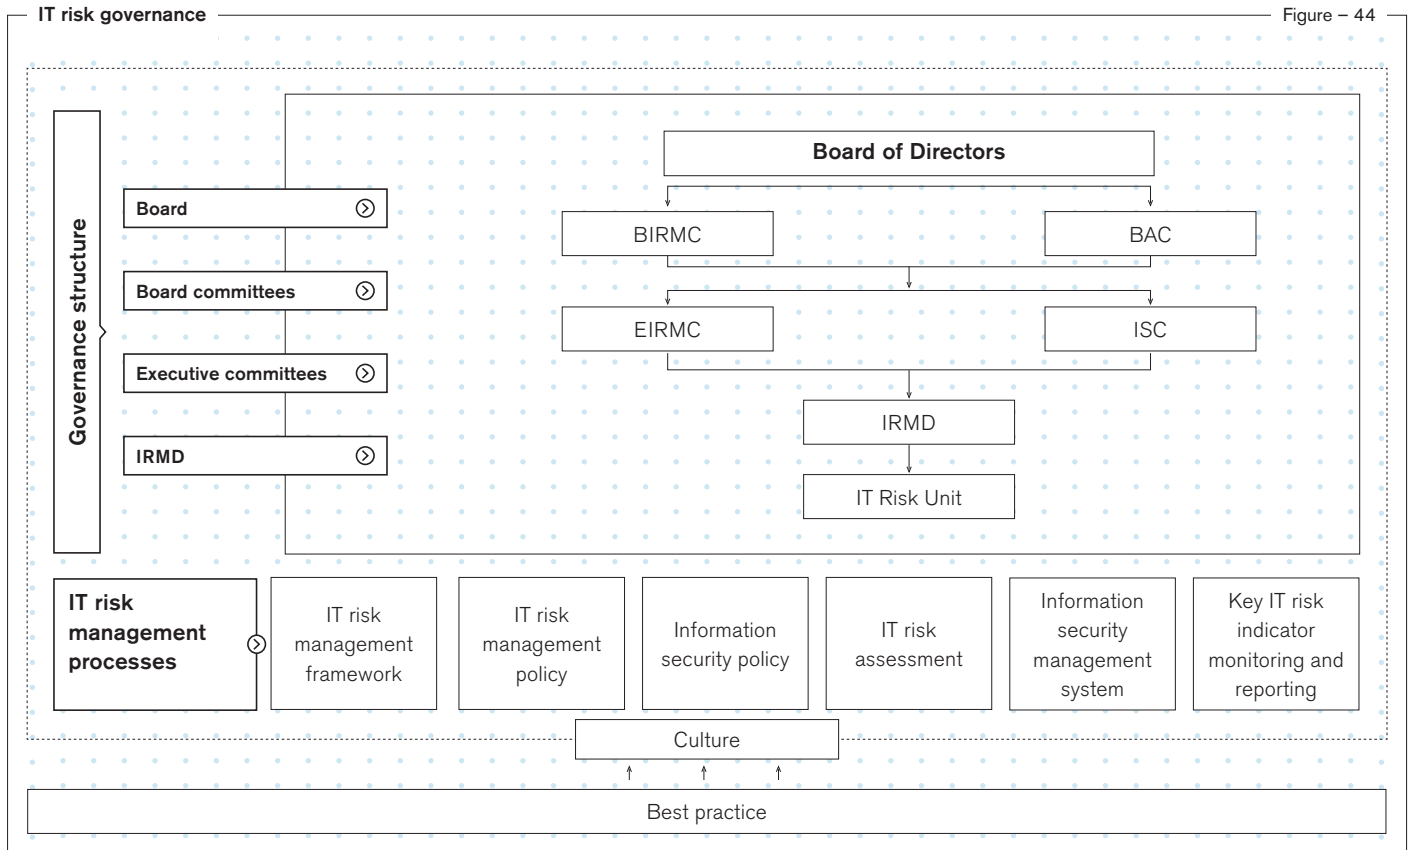 IT risk governance
Figure – 44
Governance structure
Board
Board committees
Executive committees
IRMD
Board of Directors
BIRMC
BAC
EIRMC
ISC
IRMD
IT Risk Unit
IT risk
management
processes
IT risk
management
framework
IT risk
management
policy
Information
security policy
IT risk
assessment
Information
security
management
system
Key IT risk
indicator
monitoring and
reporting
Culture
Best practice